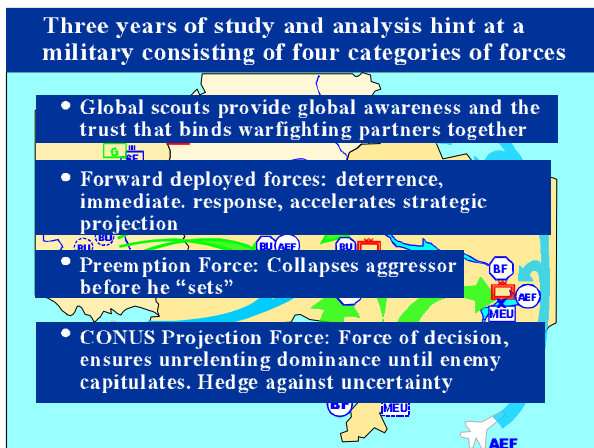 Three years of study and analysis hint at a
military consisting of four categories of forces
• Global scouts provide global awareness and the
trust that binds warfighting partners together
G
SF
• Forward deployed forces: deterrence,
immediate. response, accelerates strategic
projection
BU
BU
BU
AEF
BU
• Preemption Force: Collapses aggressor
before he “sets”
BF
AEF
MEU
• CONUS Projection Force: Force of decision,
ensures unrelenting dominance until enemy
capitulates. Hedge against uncertainty
BF
MEU
AEF